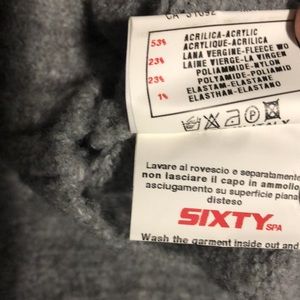 CA 31092
53% ACRILICA-ACRYLIC
ACRYLIQUE-ACRILICA
23% LANA VERGINE-FLEECE WO
LAINE VIERGE-LA VIRGEN
23% POLIAMMIDE-NYLON
POLYAMIDE-POLIAMID
1% ELASTAM-ELASTANE
ELASTHAN-ELASTANO
Lavare al rovescio e separatamente
non lasciare il capo in ammollo
asciugamento su superficie piana
disteso
SIXTY SPA
Wash the garment inside out and